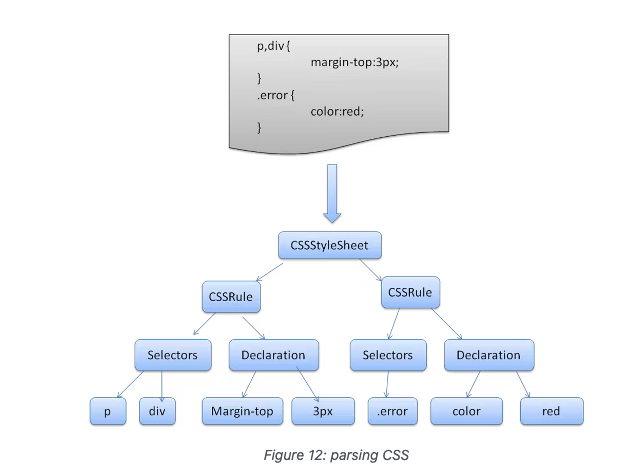 p,div {
margin-top:3px;
}
.error {
color:red;
}
CSSStyleSheet
CSSRule
CSSRule
Selectors
Declaration
Selectors
Declaration
p
div
Margin-top
3px
.error
color
red
Figure 12: parsing CSS